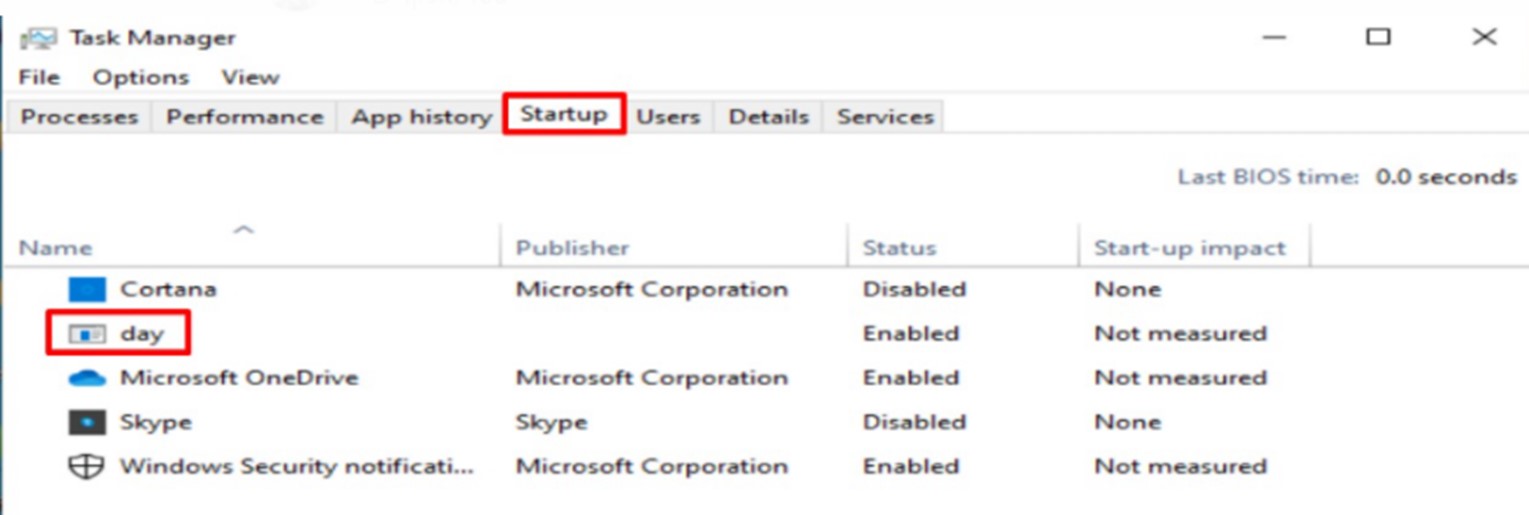 Task Manager
File Options View
Processes Performance App history Startup Users Details Services
Last BIOS time: 0.0 seconds
Name Publisher Status Start-up impact
Cortana Microsoft Corporation Disabled None
day Enabled Not measured
Microsoft OneDrive Microsoft Corporation Enabled Not measured
Skype Skype Disabled None
Windows Security notificati... Microsoft Corporation Enabled Not measured